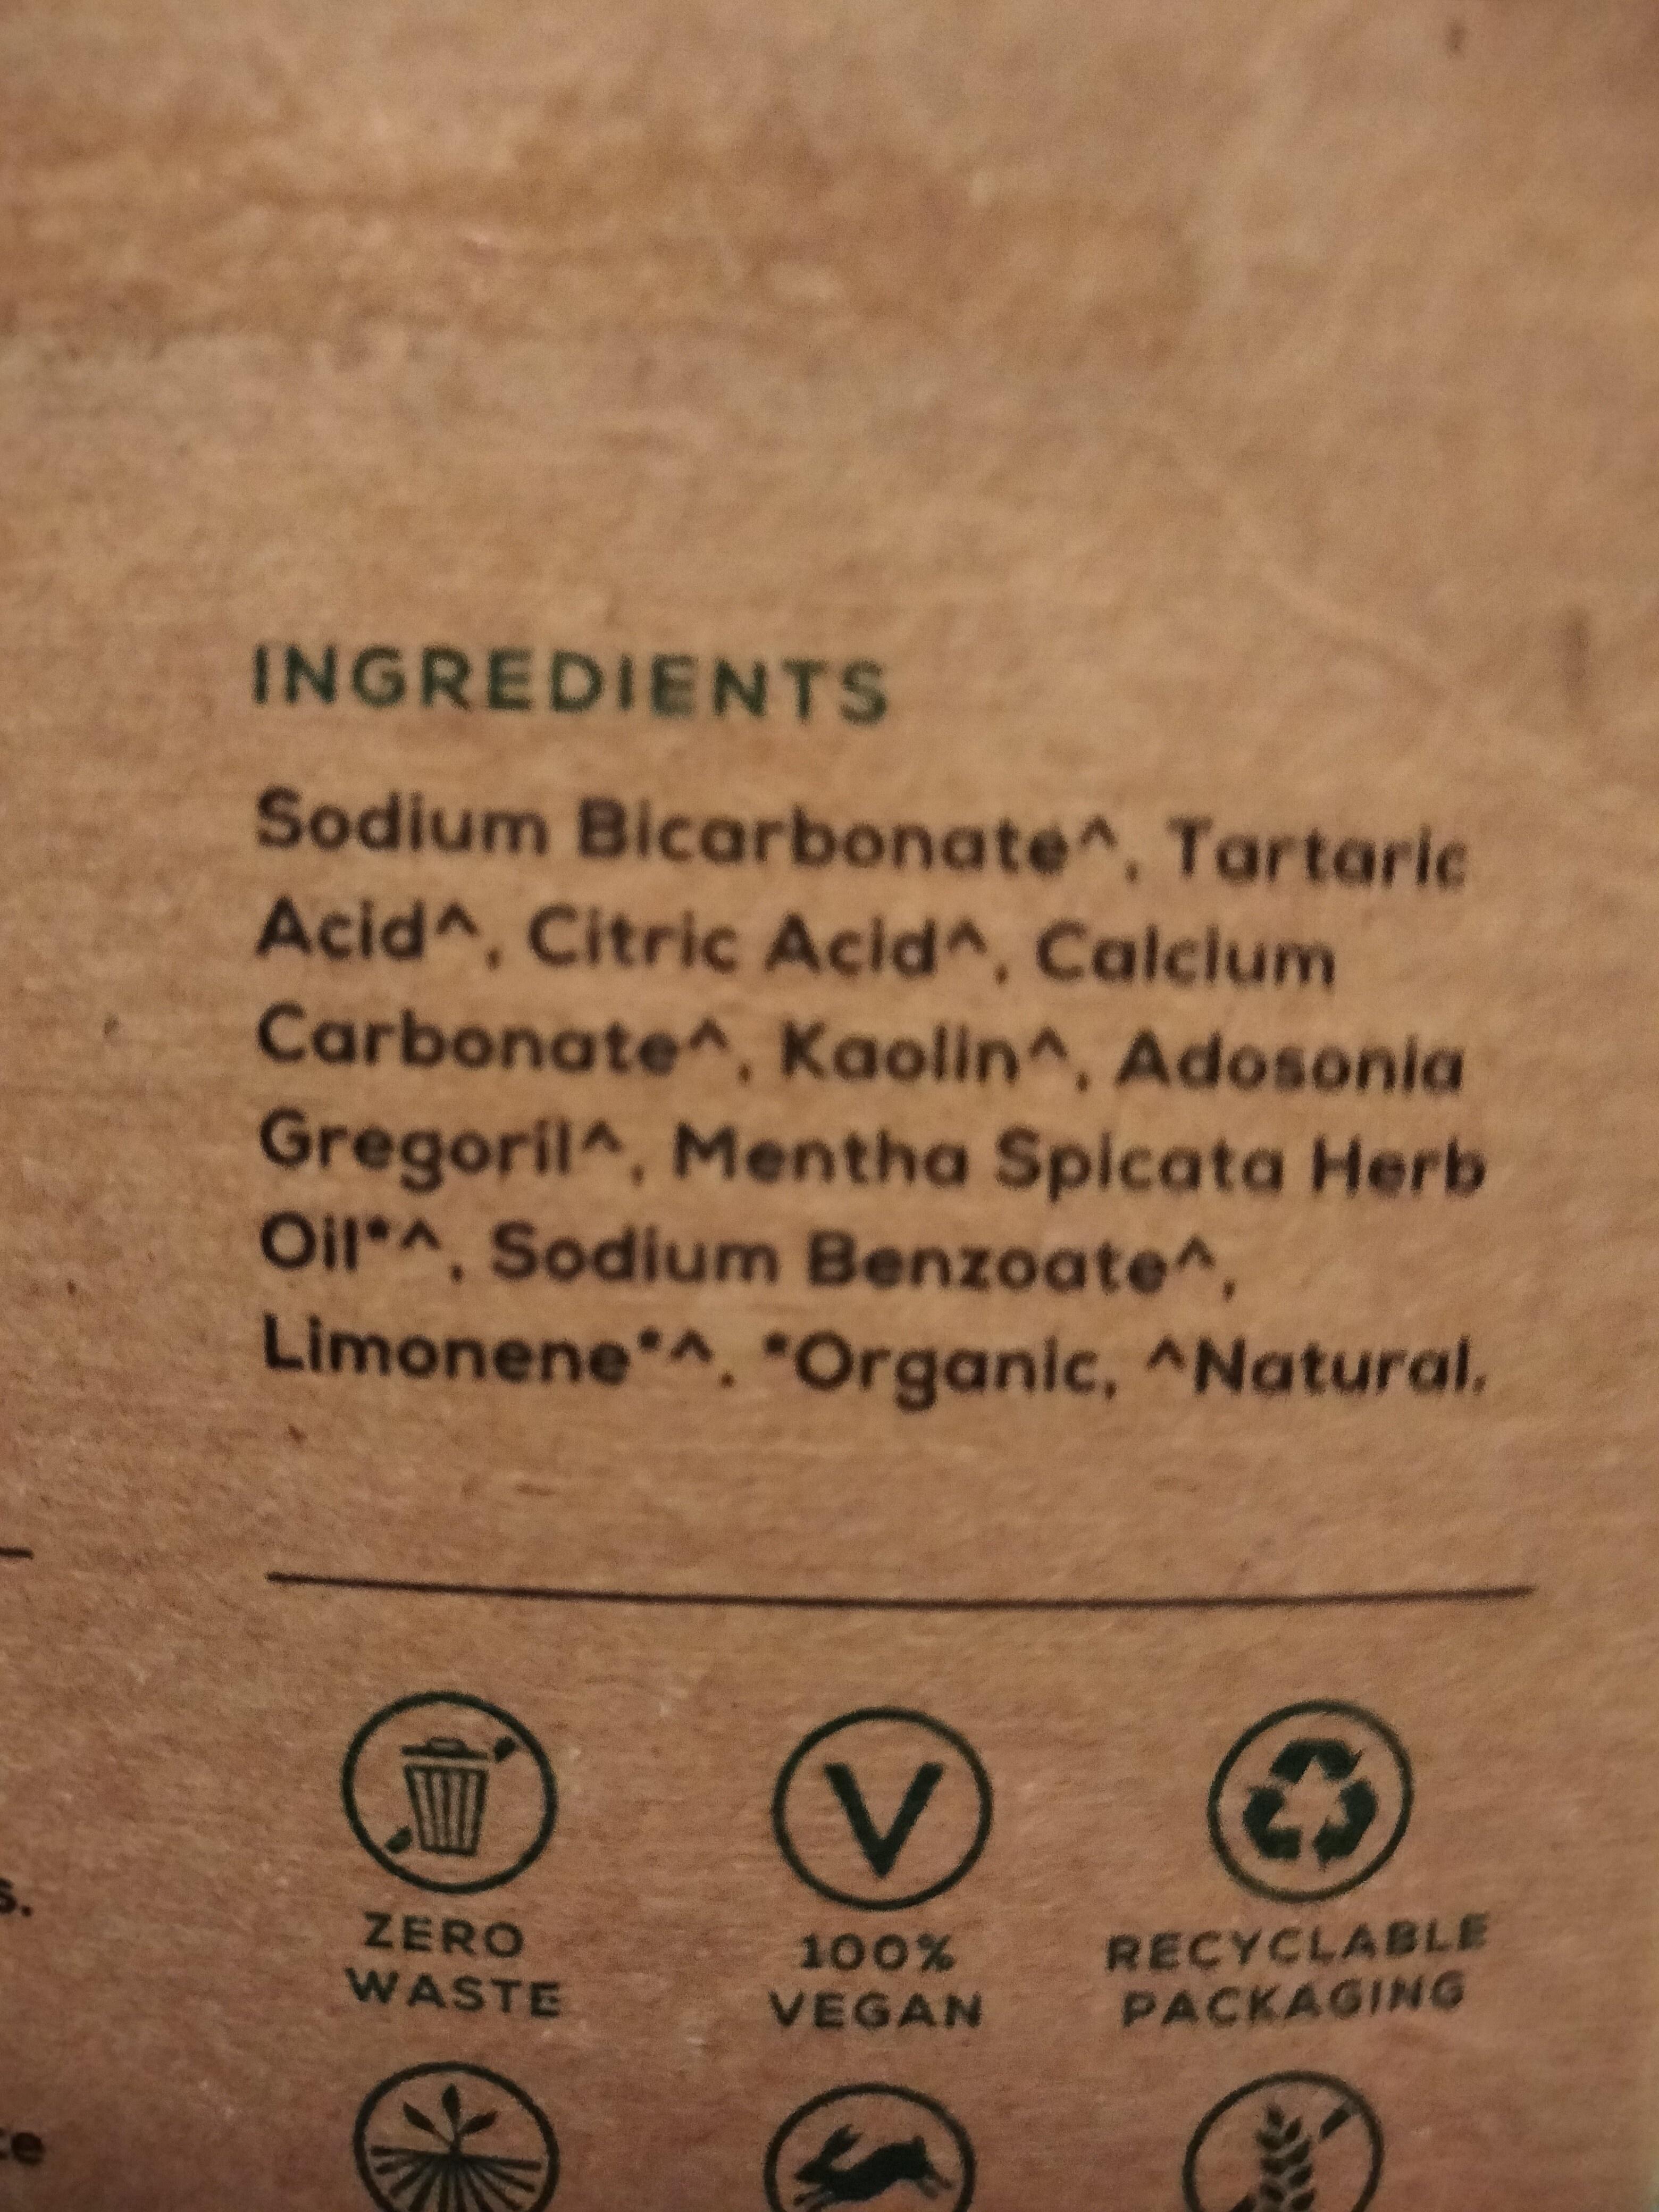 INGREDIENTS
Sodium Bicarbonate^, Tartaric
Acid^, Citric Acid^, Calcium
Carbonate^, Kaolin^, Adosonia
Gregorii^, Mentha Spicata Herb
Oil*^, Sodium Benzoate^,
Limonene*^. *Organic, ^Natural.
s.
ZERO
WASTE
100%
VEGAN
RECYCLABLE
PACKAGING